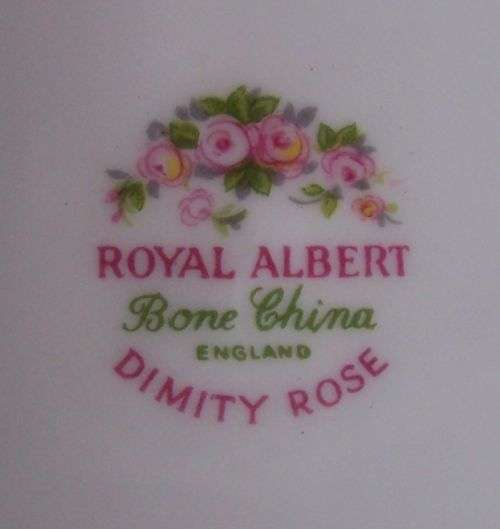 ROYAL ALBERT
Bone China
ENGLAND
DIMITY ROSE